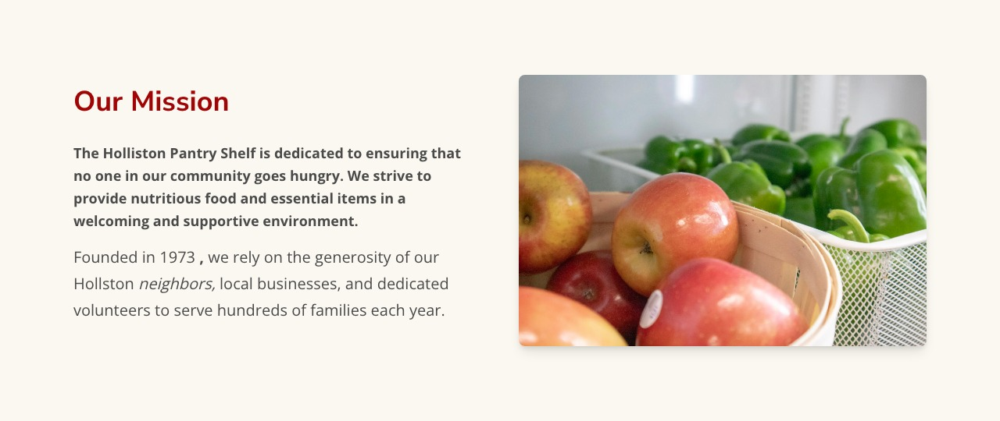 Our Mission
The Holliston Pantry Shelf is dedicated to ensuring that
no one in our community goes hungry. We strive to
provide nutritious food and essential items in a
welcoming and supportive environment.
Founded in 1973 , we rely on the generosity of our
Hollston neighbors, local businesses, and dedicated
volunteers to serve hundreds of families each year.